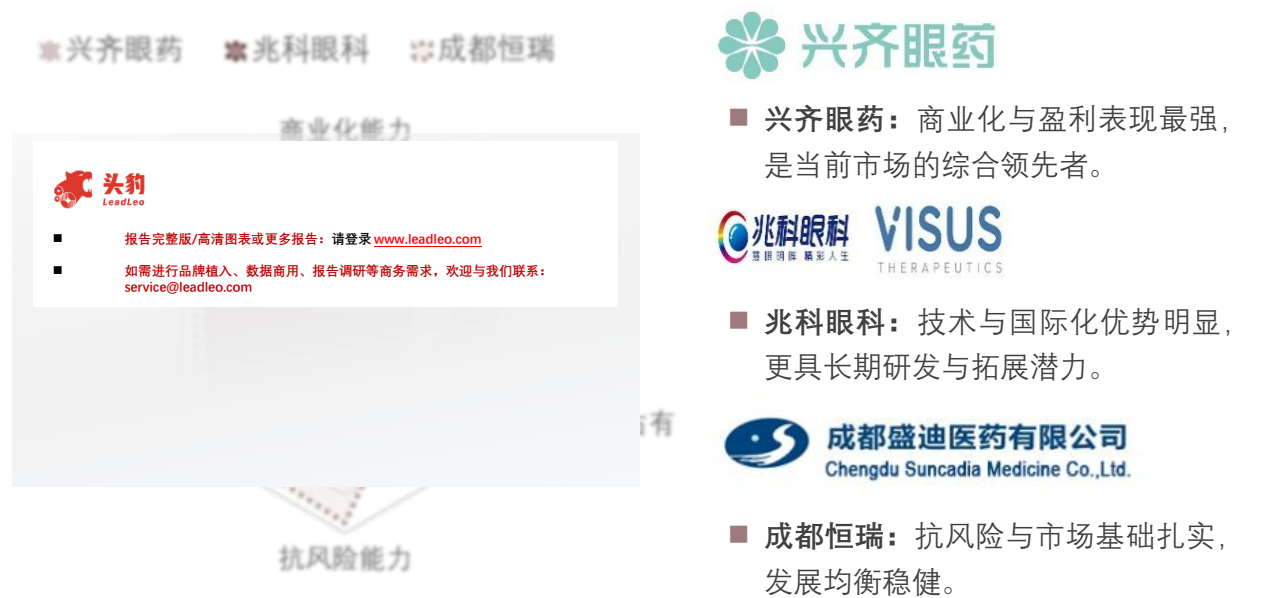 兴齐眼药 兆科眼科 成都恒瑞
商业化能力
头豹
LeadLeo
■ 报告完整版/高清图表或更多报告：请登录 www.leadleo.com
■ 如需进行品牌植入、数据商用、报告调研等商务需求，欢迎与我们联系：
service@leadleo.com
有
抗风险能力
兴齐眼药
■ 兴齐眼药：商业化与盈利表现最强，
是当前市场的综合领先者。
兆科眼科
慧眼明眸 精彩人生
VISUS
THERAPEUTICS
■ 兆科眼科：技术与国际化优势明显，
更具长期研发与拓展潜力。
成都盛迪医药有限公司
Chengdu Suncadia Medicine Co.,Ltd.
■ 成都恒瑞：抗风险与市场基础扎实，
发展均衡稳健。